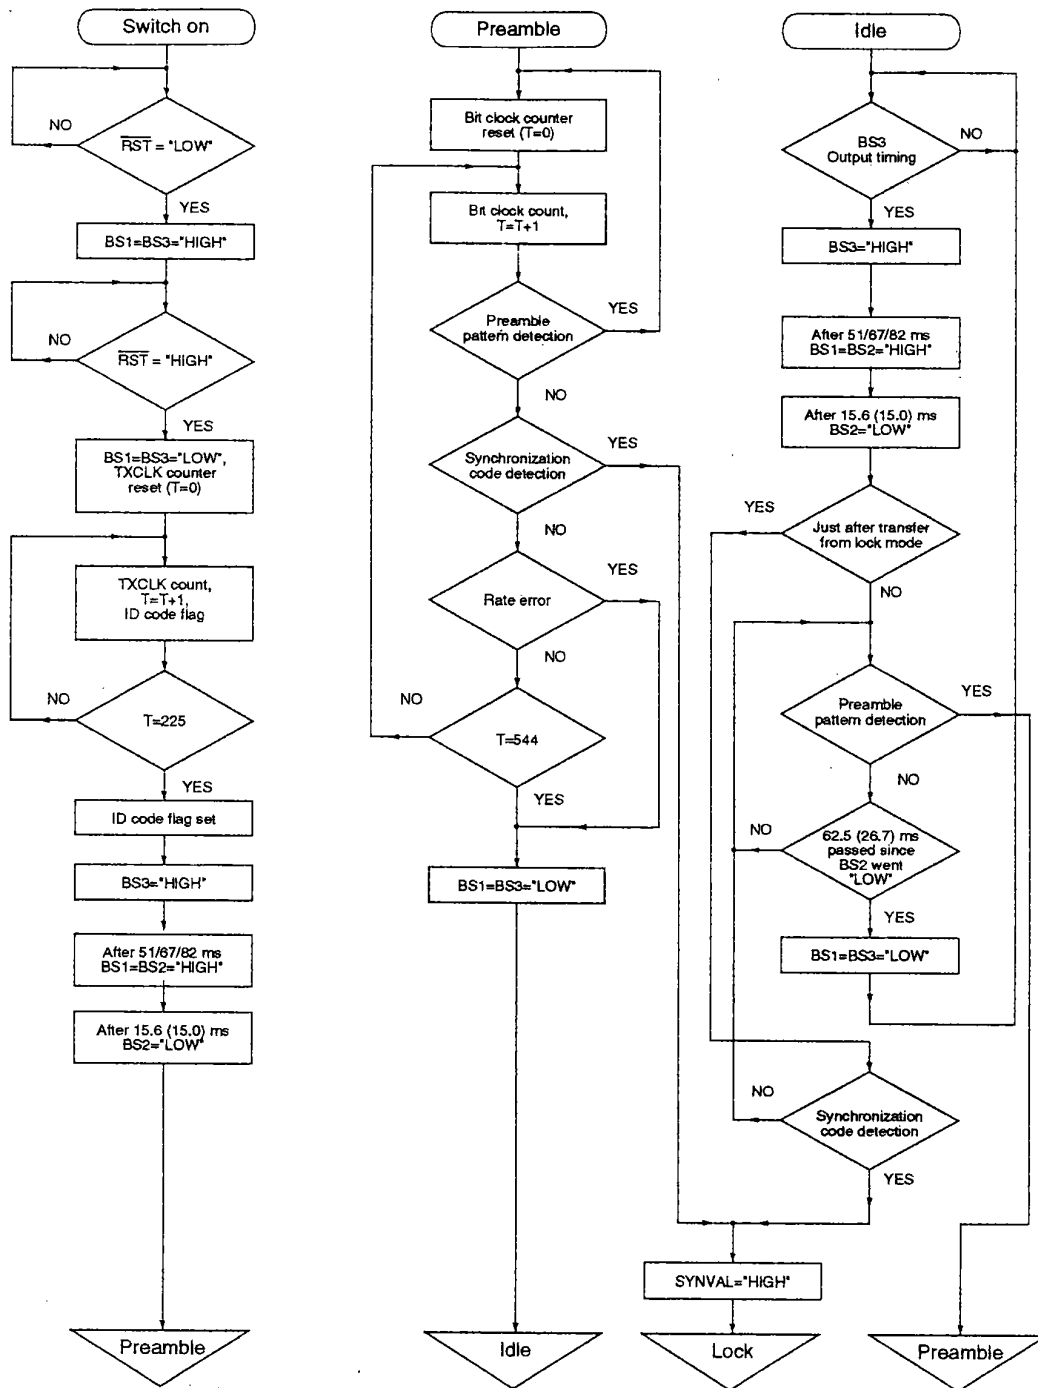 Switch on
NO
RST = "LOW"
YES
BS1=BS3="HIGH"
NO
RST = "HIGH"
YES
BS1=BS3="LOW",
TXCLK counter
reset (T=0)
TXCLK count,
T=T+1,
ID code flag
NO
T=225
YES
ID code flag set
BS3="HIGH"
After 51/67/82 ms
BS1=BS2="HIGH"
After 15.6 (15.0) ms
BS2="LOW"
Preamble
Preamble
Bit clock counter
reset (T=0)
Bit clock count,
T=T+1
Preamble
pattern detection
YES
NO
Synchronization
code detection
YES
NO
Rate error
YES
NO
NO
T=544
YES
BS1=BS3="LOW"
Idle
Idle
BS3
Output timing
NO
YES
BS3="HIGH"
After 51/67/82 ms
BS1=BS2="HIGH"
After 15.6 (15.0) ms
BS2="LOW"
YES
Just after transfer
from lock mode
NO
Preamble
pattern detection
YES
NO
NO
62.5 (26.7) ms
passed since
BS2 went
"LOW"
YES
BS1=BS3="LOW"
NO
Synchronization
code detection
YES
SYNVAL="HIGH"
Lock
Preamble